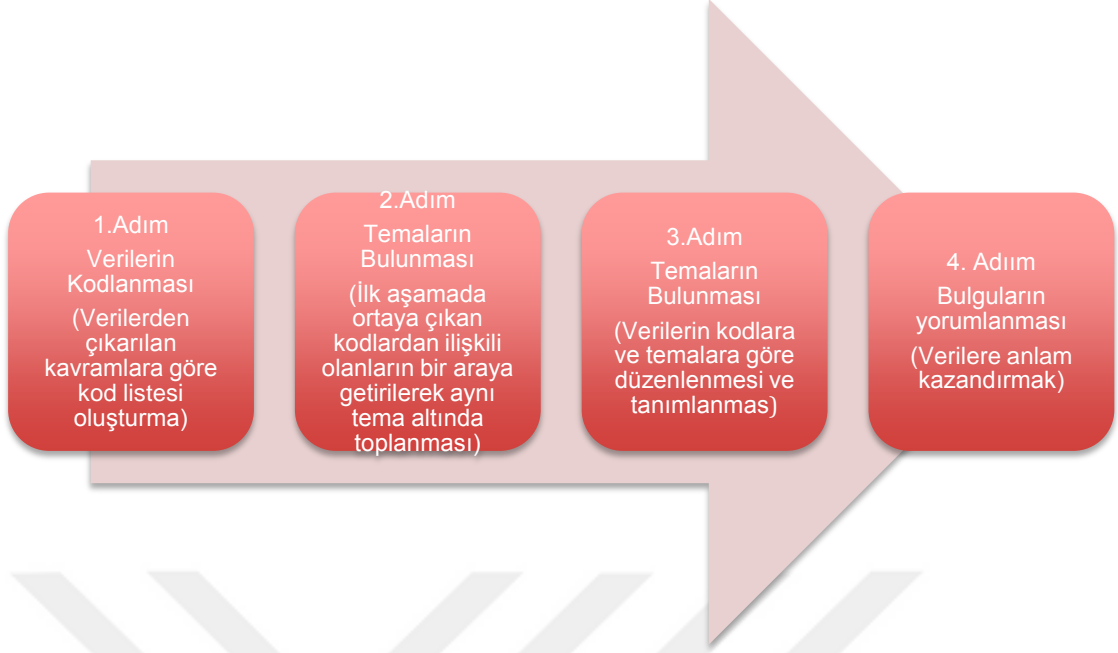 1.Adım
Verilerin
Kodlanması
(Verilerden
çıkarılan
kavramlara göre
kod listesi
oluşturma)
2.Adım
Temaların
Bulunması
(İlk aşamada
ortaya çıkan
kodlardan ilişkili
olanların bir araya
getirilerek aynı
tema altında
toplanması)
3.Adım
Temaların
Bulunması
(Verilerin kodlara
ve temalara göre
düzenlenmesi ve
tanımlanmas)
4. Adıım
Bulguların
yorumlanması
(Verilere anlam
kazandırmak)